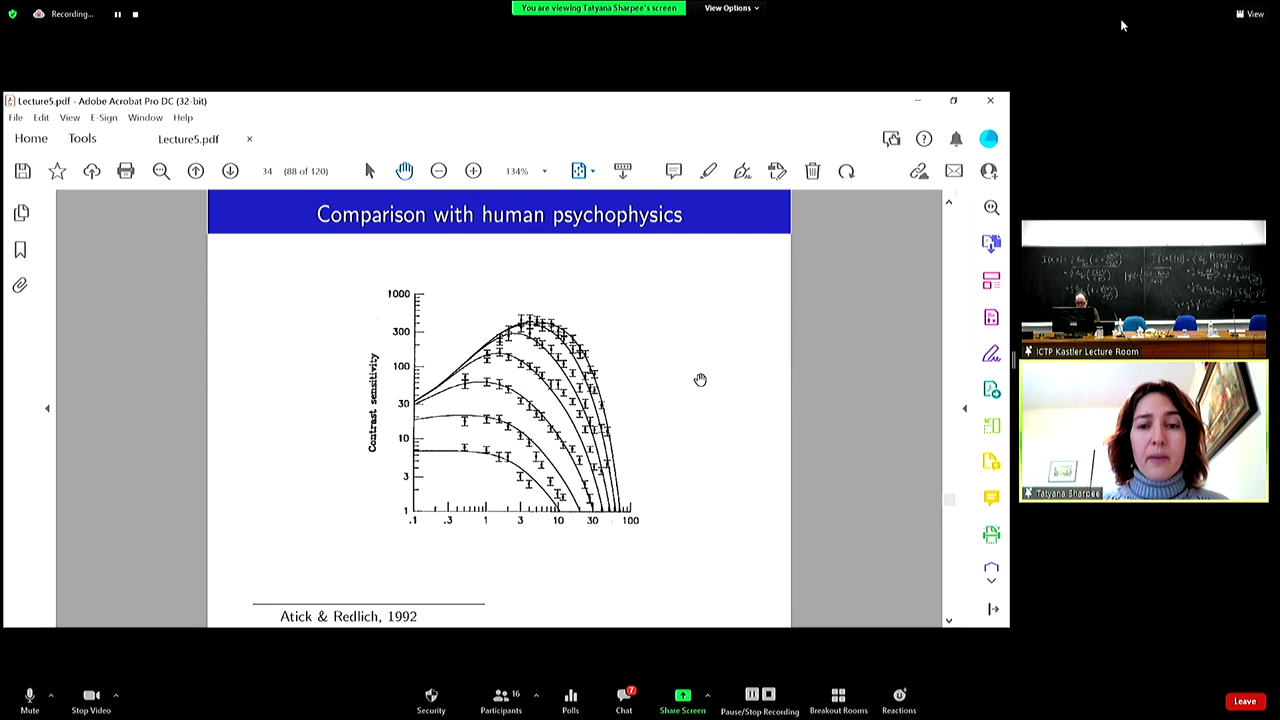 Recording...
You are viewing Tatyana Sharpee's screen
View Options
View
Lecture5.pdf - Adobe Acrobat Pro DC (32-bit)
File Edit View E-Sign Window Help
Home Tools Lecture5.pdf ×
34 (88 of 120) 134%
Comparison with human psychophysics
Contrast sensitivity
1000
300
100
30
10
3
1
.1 .3 1 3 10 30 100
Atick & Redlich, 1992
ICTP Kastler Lecture Room
Tatyana Sharpee
Mute Stop Video Security Participants 16 Polls Chat 7 Share Screen Pause/Stop Recording Breakout Rooms Reactions Leave